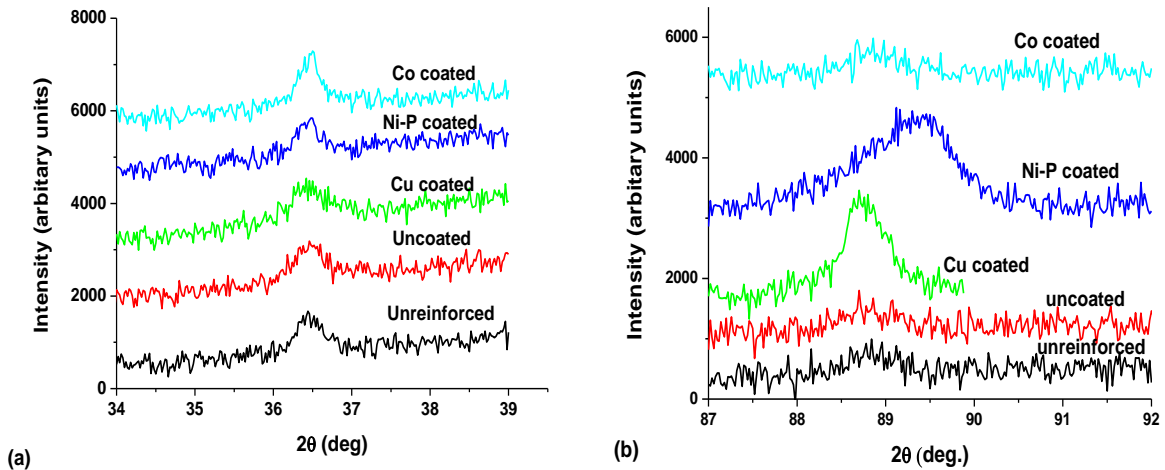 8000
6000
4000
2000
0
Intensity (arbitary units)
Co coated
Ni-P coated
Cu coated
Uncoated
Unreinforced
34 35 36 37 38 39
2θ (deg)
(a)
6000
4000
2000
0
Intensity (arbitrary units)
Co coated
Ni-P coated
Cu coated
uncoated
unreinforced
87 88 89 90 91 92
2θ (deg.)
(b)